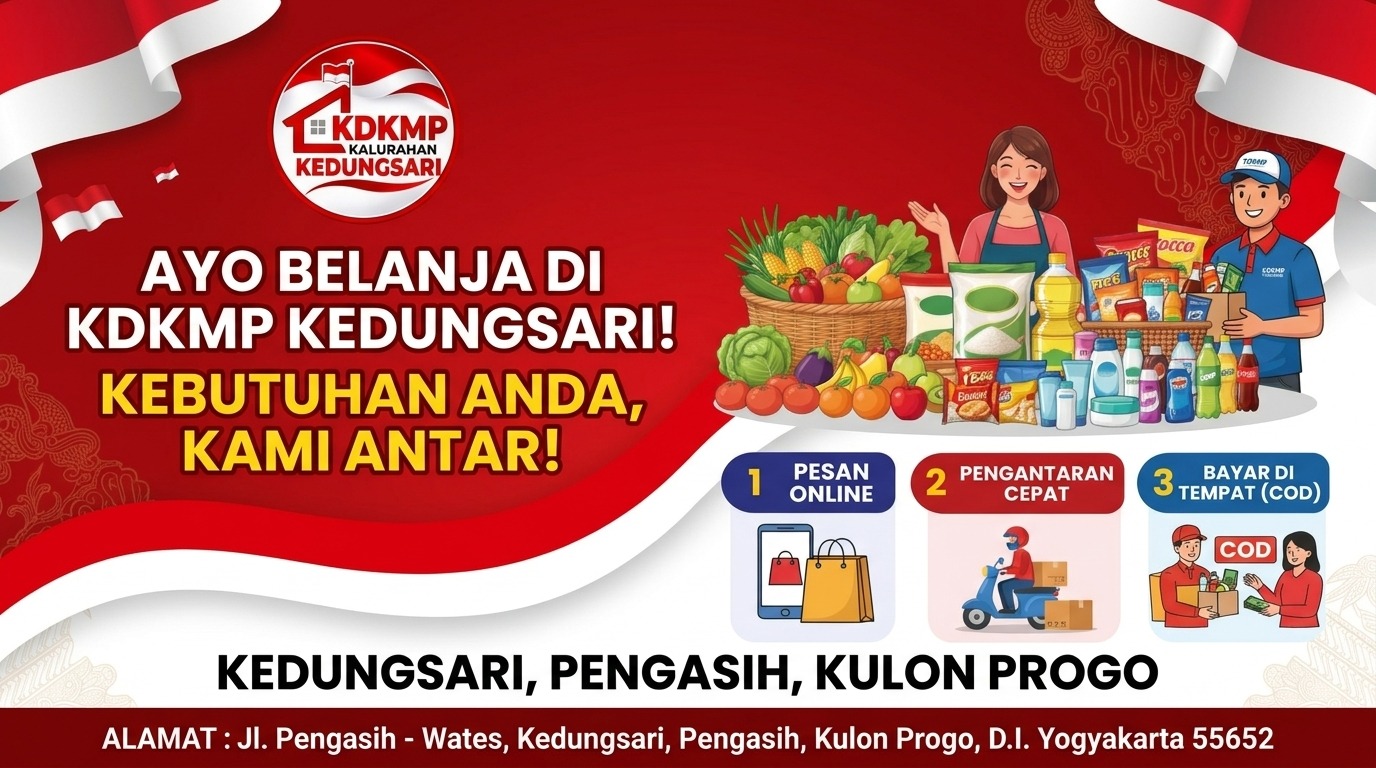 KDKMP
KALURAHAN
KEDUNGSARI
AYO BELANJA DI
KDKMP KEDUNGSARI!
KEBUTUHAN ANDA,
KAMI ANTAR!
1 PESAN
ONLINE
2 PENGANTARAN
CEPAT
3 BAYAR DI
TEMPAT (COD)
COD
KEDUNGSARI, PENGASIH, KULON PROGO
ALAMAT : Jl. Pengasih - Wates, Kedungsari, Pengasih, Kulon Progo, D.I. Yogyakarta 55652